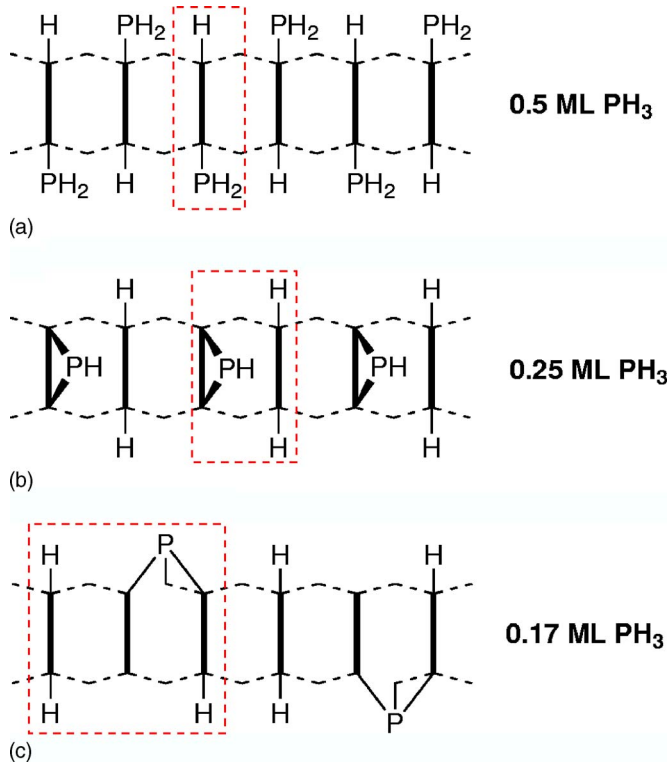 H PH2 H PH2 H PH2
0.5 ML PH3
PH2 H PH2 H PH2 H
(a)
H H H
PH PH PH
0.25 ML PH3
H H H
(b)
H P H H
0.17 ML PH3
H H H P
(c)